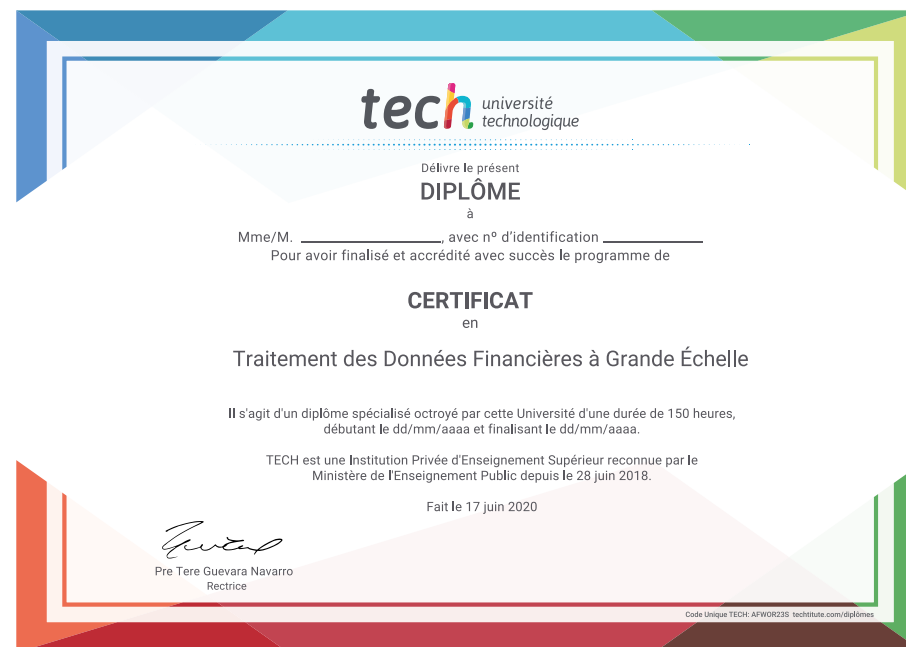 tech université
technologique
Délivre le présent
DIPLÔME
à
Mme/M. ____________________, avec nº d'identification ______________
Pour avoir finalisé et accrédité avec succès le programme de
CERTIFICAT
en
Traitement des Données Financières à Grande Échelle
Il s'agit d'un diplôme spécialisé octroyé par cette Université d'une durée de 150 heures,
débutant le dd/mm/aaaa et finalisant le dd/mm/aaaa.
TECH est une Institution Privée d'Enseignement Supérieur reconnue par le
Ministère de l'Enseignement Public depuis le 28 juin 2018.
Fait le 17 juin 2020
Pre Tere Guevara Navarro
Rectrice
Code Unique TECH: AFWOR23S techtitute.com/diplômes